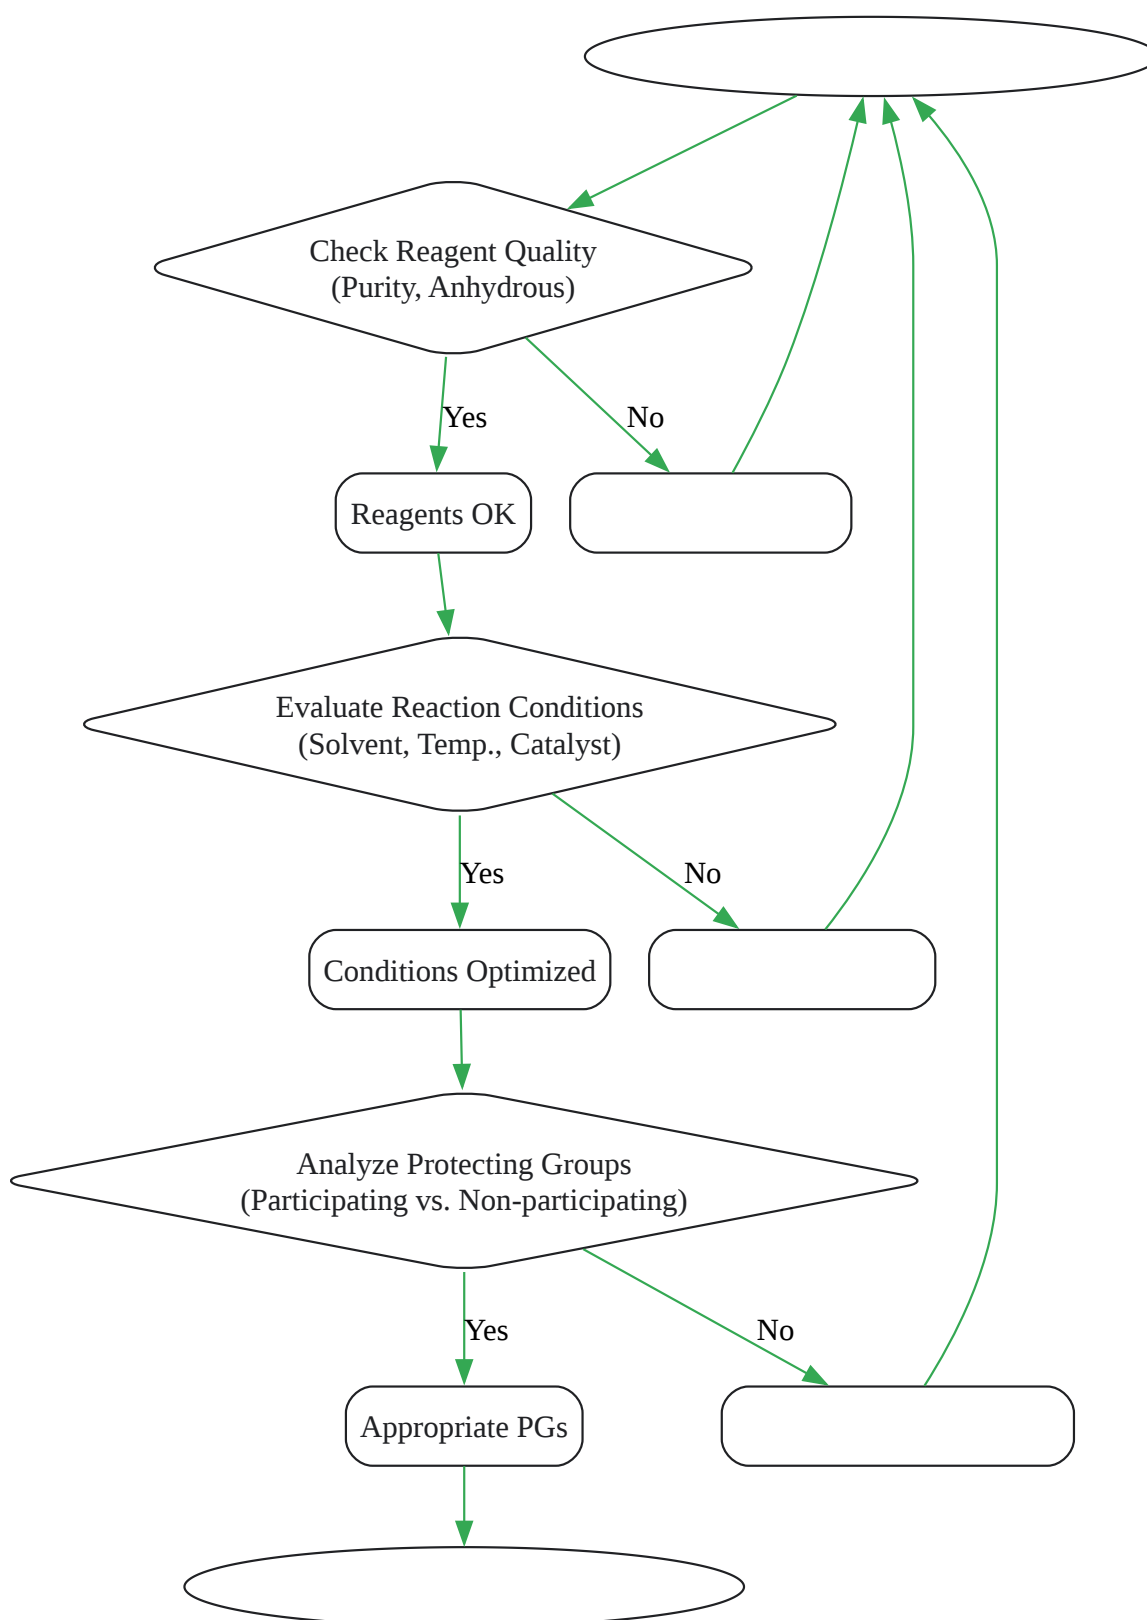 Check Reagent Quality
(Purity, Anhydrous)
Yes
No
Reagents OK
Evaluate Reaction Conditions
(Solvent, Temp., Catalyst)
Yes
No
Conditions Optimized
Analyze Protecting Groups
(Participating vs. Non-participating)
Yes
No
Appropriate PGs